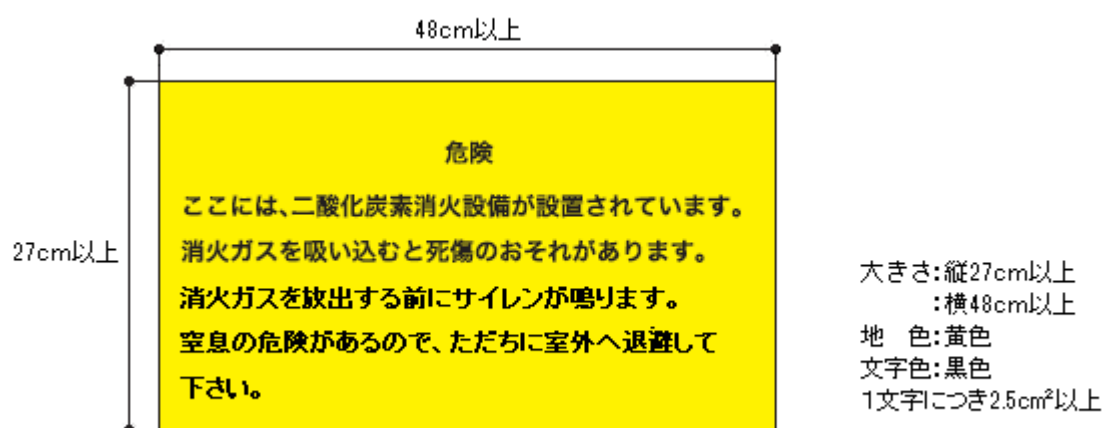 48cm以上
危険
ここには、二酸化炭素消火設備が設置されています。
27cm以上
消火ガスを吸い込むと死傷のおそれがあります。
消火ガスを放出する前にサイレンが鳴ります。
空息の危険があるので、ただちに室外へ退避して
下さい。
大きさ:縦27cm以上
:横48cm以上
地 色:黄色
文字色:黒色
1文字につき2.5cm²以上